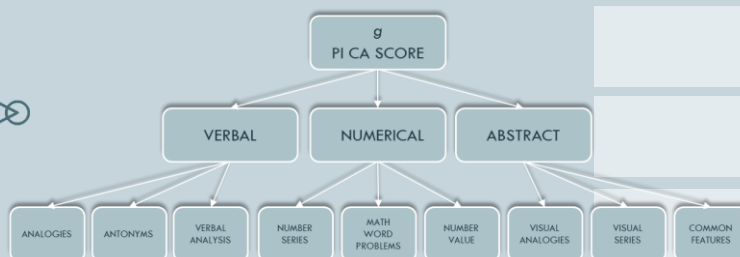 g
PI CA SCORE
VERBAL
NUMERICAL
ABSTRACT
ANALOGIES
ANTONYMS
VERBAL
ANALYSIS
NUMBER
SERIES
MATH
WORD
PROBLEMS
NUMBER
VALUE
VISUAL
ANALOGIES
VISUAL
SERIES
COMMON
FEATURES